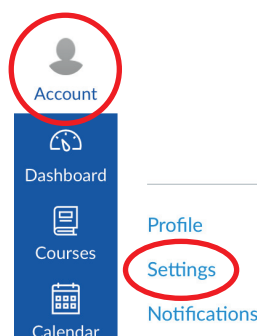 Account
Dashboard
Courses
Calendar
Profile
Settings
Notifications